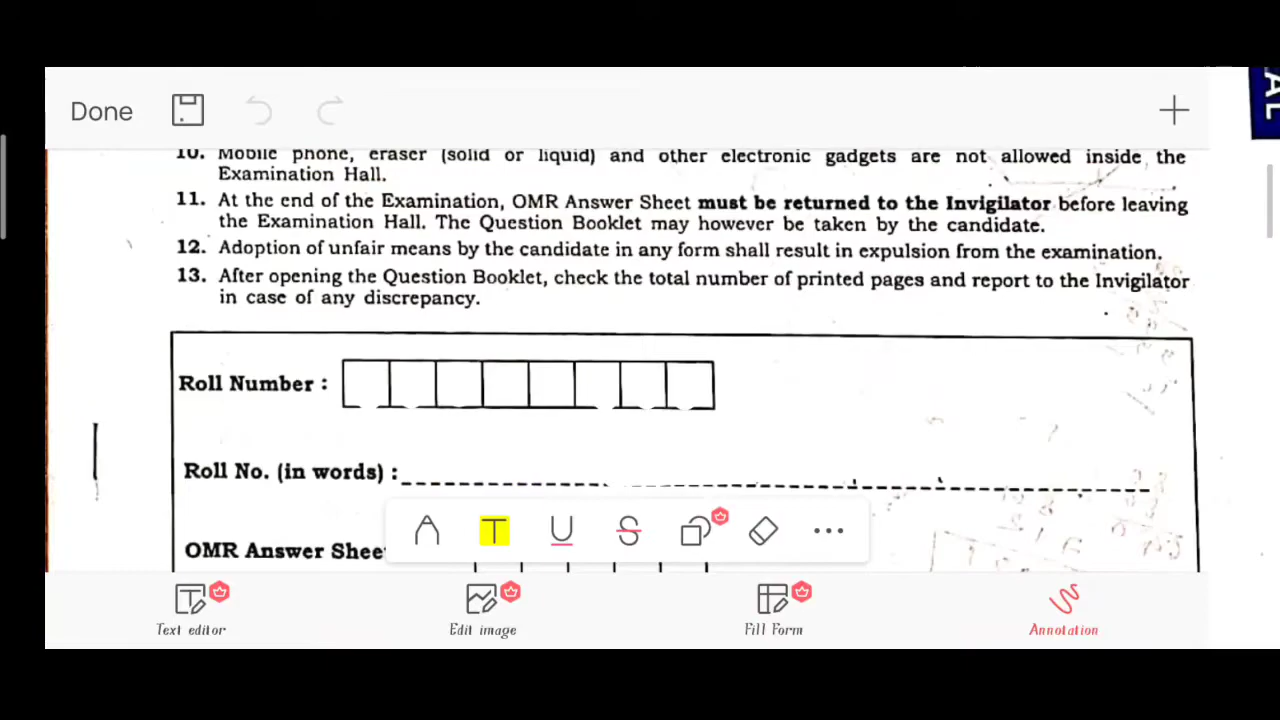 Done
10. Mobile phone, eraser (solid or liquid) and other electronic gadgets are not allowed inside the
Examination Hall.
11. At the end of the Examination, OMR Answer Sheet must be returned to the Invigilator before leaving
the Examination Hall. The Question Booklet may however be taken by the candidate.
12. Adoption of unfair means by the candidate in any form shall result in expulsion from the examination.
13. After opening the Question Booklet, check the total number of printed pages and report to the Invigilator
in case of any discrepancy.
Roll Number :
Roll No. (in words) :
OMR Answer Shee
T U S
Text editor
Edit image
Fill Form
Annotation